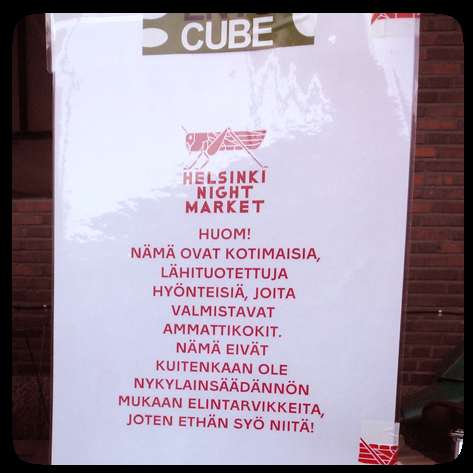 CUBE
HELSINKI
NIGHT
MARKET
HUOM!
NÄMÄ OVAT KOTIMAISIA,
LÄHITUOTETTUJA
HYÖNTEISIÄ, JOITA
VALMISTAVAT
AMMATTIKOKIT.
NÄMÄ EIVÄT
KUITENKAAN OLE
NYKYLAINSÄÄDÄNNÖN
MUKAAN ELINTARVIKKEITA,
JOTEN ETHÄN SYÖ NIITÄ!